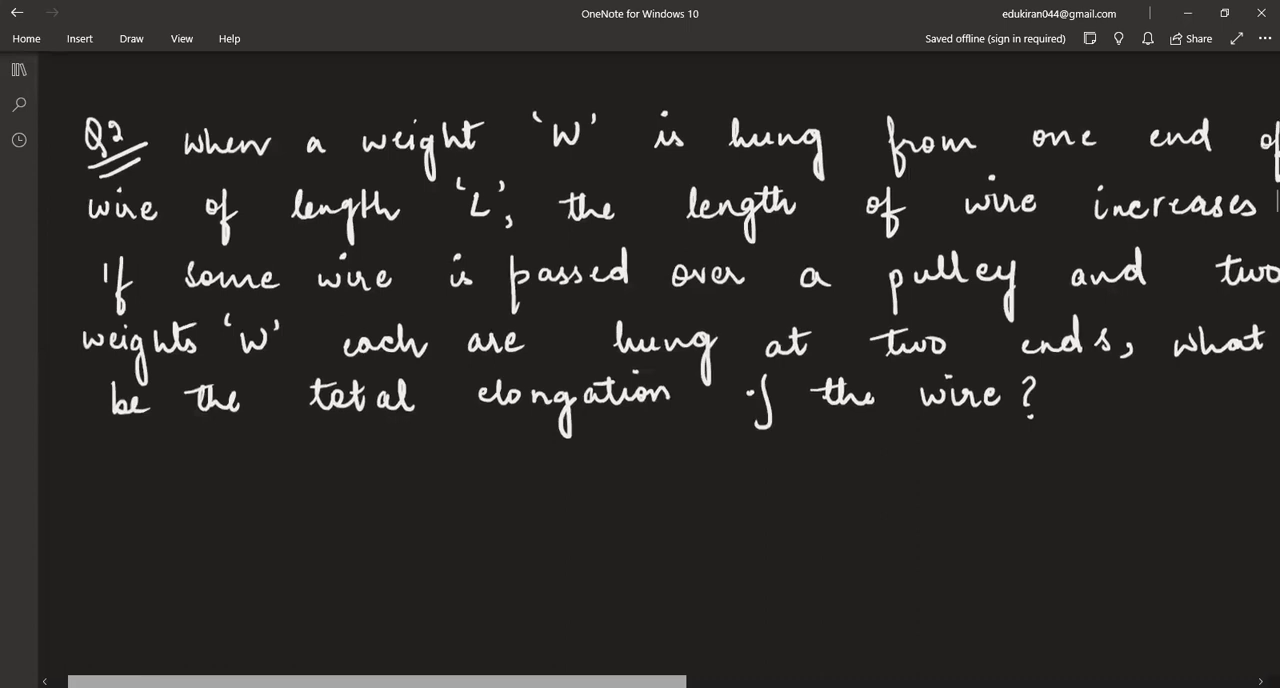 OneNote for Windows 10
edukiran044@gmail.com
Home Insert Draw View Help
Saved offline (sign in required) Share
Q2 When a weight 'W' is hung from one end of
wire of length 'L', the length of wire increases
If some wire is passed over a pulley and two
weights 'W' each are hung at two ends, what
be the total elongation of the wire?